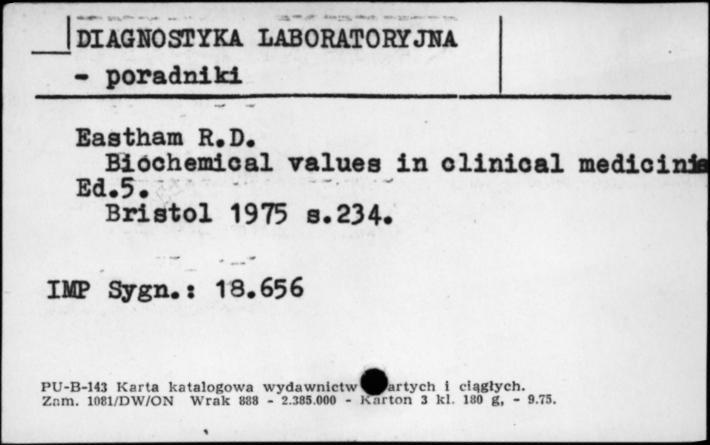 DIAGNOSTYKA LABORATORYJNA
- poradniki
Eastham R.D.
Biochemical values in clinical medicinie
Ed.5.
Bristol 1975 s.234.
IMP Sygn.: 18.656
PU-B-143 Karta katalogowa wydawnictw artych i ciągłych.
Zam. 1081/DW/ON Wrak 888 - 2.385.000 - Karton 3 kl. 180 g, - 9.75.